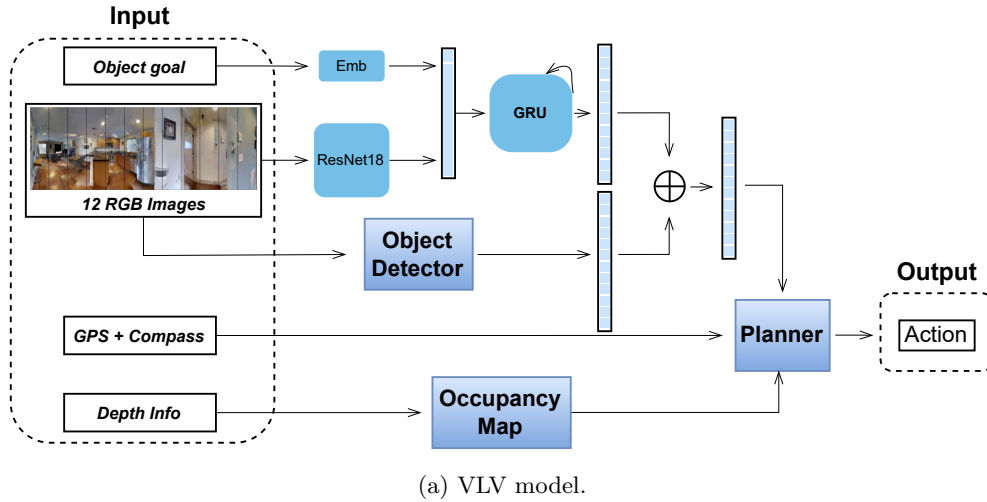 Input
Object goal
Emb
GRU
ResNet18
12 RGB Images
Object
Detector
Output
GPS + Compass
Planner
Action
Depth Info
Occupancy
Map
(a) VLV model.